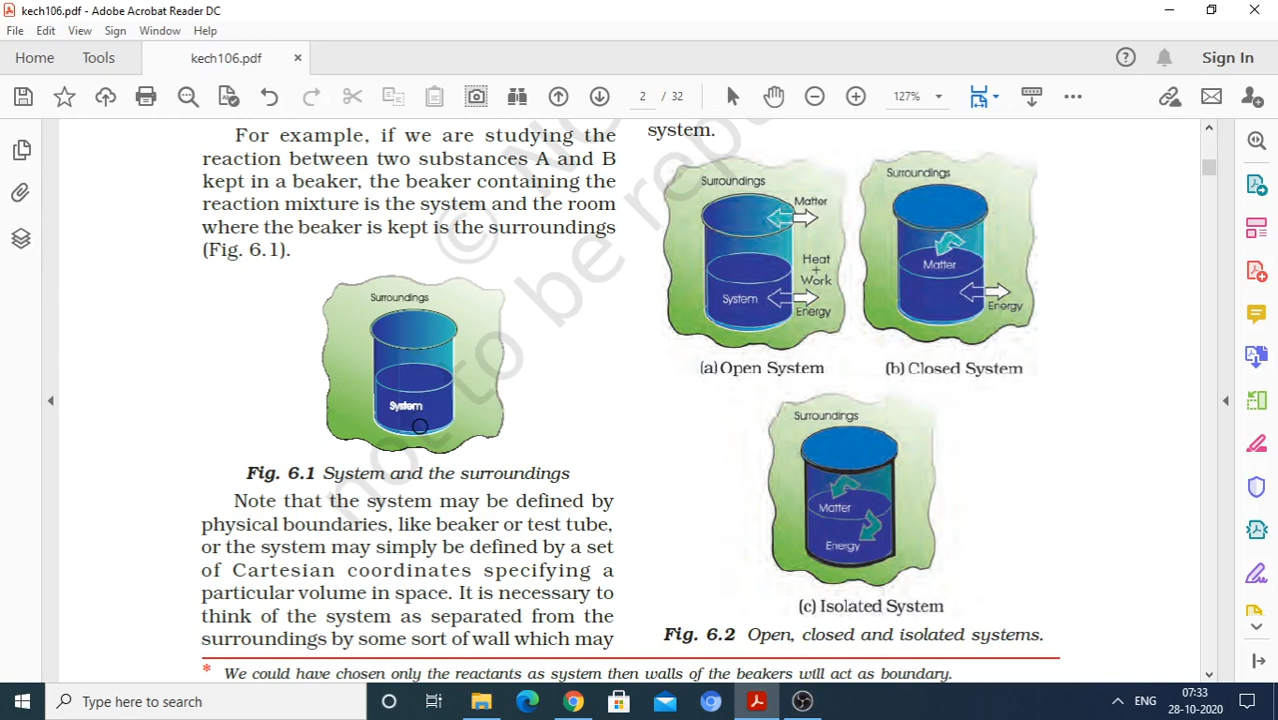 kech106.pdf - Adobe Acrobat Reader DC
File Edit View Sign Window Help
Home Tools kech106.pdf × Sign In
2 / 32 127%
For example, if we are studying the
reaction between two substances A and B
kept in a beaker, the beaker containing the
reaction mixture is the system and the room
where the beaker is kept is the surroundings
(Fig. 6.1).
Surroundings
System
Fig. 6.1 System and the surroundings
Note that the system may be defined by
physical boundaries, like beaker or test tube,
or the system may simply be defined by a set
of Cartesian coordinates specifying a
particular volume in space. It is necessary to
think of the system as separated from the
surroundings by some sort of wall which may
system.
Surroundings
Matter
Heat
+
Work
System
Energy
(a) Open System
Surroundings
Matter
Energy
(b) Closed System
Surroundings
Matter
Energy
(c) Isolated System
Fig. 6.2 Open, closed and isolated systems.
* We could have chosen only the reactants as system then walls of the beakers will act as boundary.
not to be
Type here to search
ENG
07:33
28-10-2020